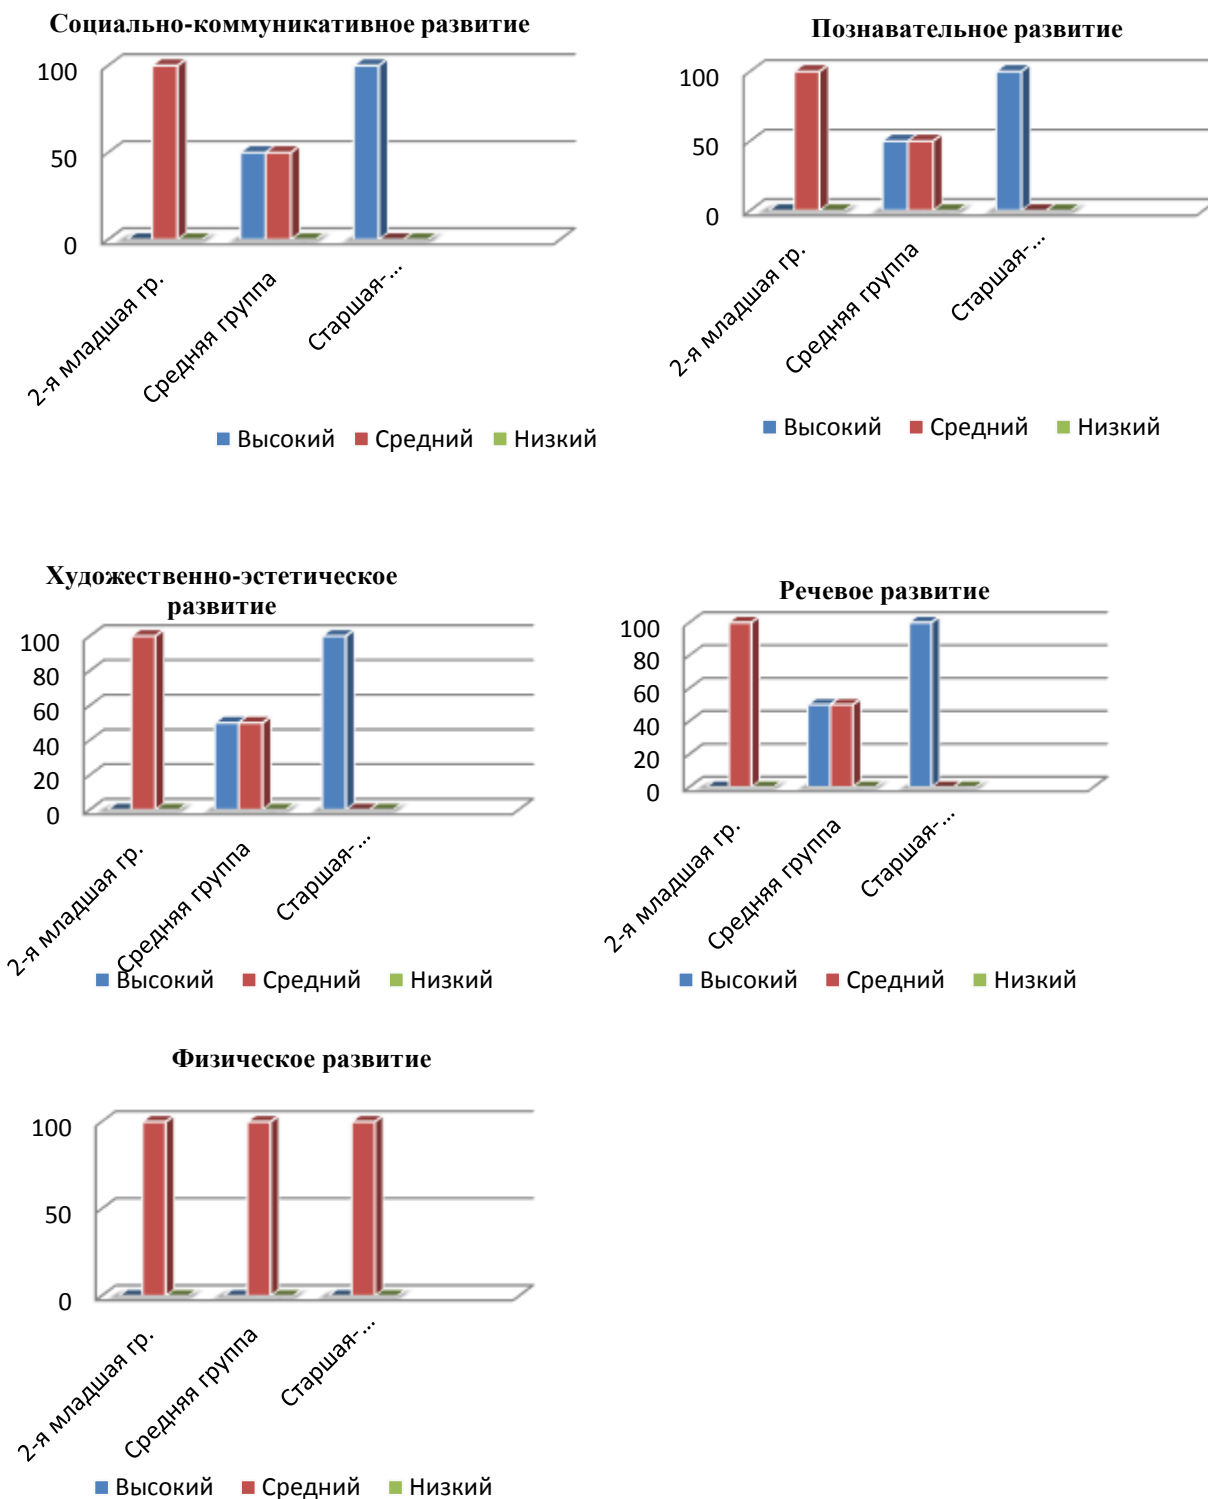 Социально-коммуникативное развитие
100
50
0
2-я младшая гр.
Средняя группа
Старшая-...
Высокий Средний Низкий
Познавательное развитие
100
50
0
2-я младшая гр.
Средняя группа
Старшая-...
Высокий Средний Низкий
Художественно-эстетическое
развитие
100
80
60
40
20
0
2-я младшая гр.
Средняя группа
Старшая-...
Высокий Средний Низкий
Речевое развитие
100
80
60
40
20
0
2-я младшая гр.
Средняя группа
Старшая-...
Высокий Средний Низкий
Физическое развитие
100
50
0
2-я младшая гр.
Средняя группа
Старшая-...
Высокий Средний Низкий